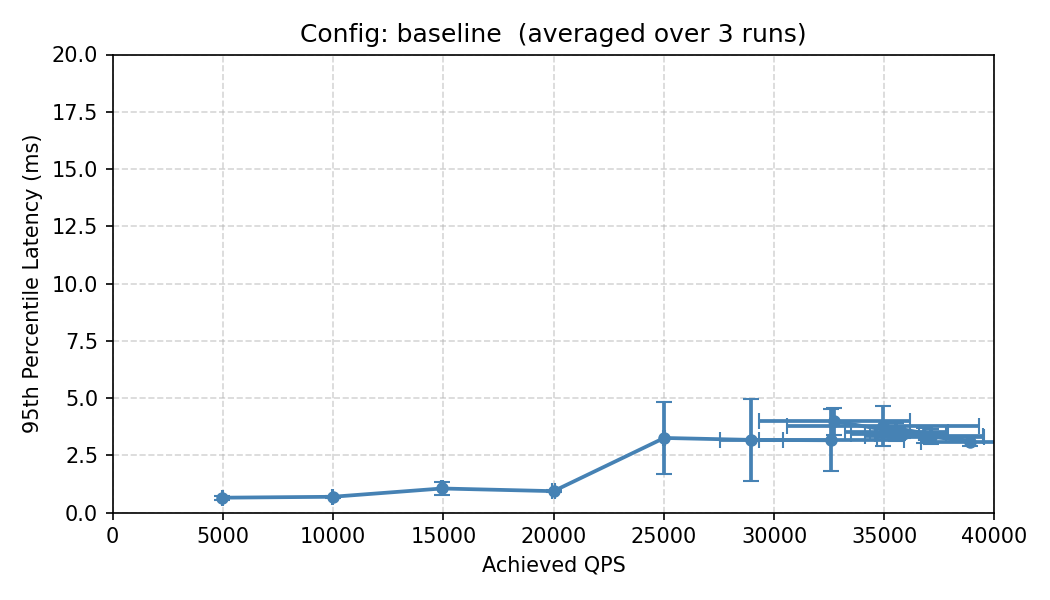 Config: baseline  (averaged over 3 runs)
20.0
17.5
15.0
12.5
10.0
7.5
5.0
2.5
0.0
95th Percentile Latency (ms)
0 5000 10000 15000 20000 25000 30000 35000 40000
Achieved QPS